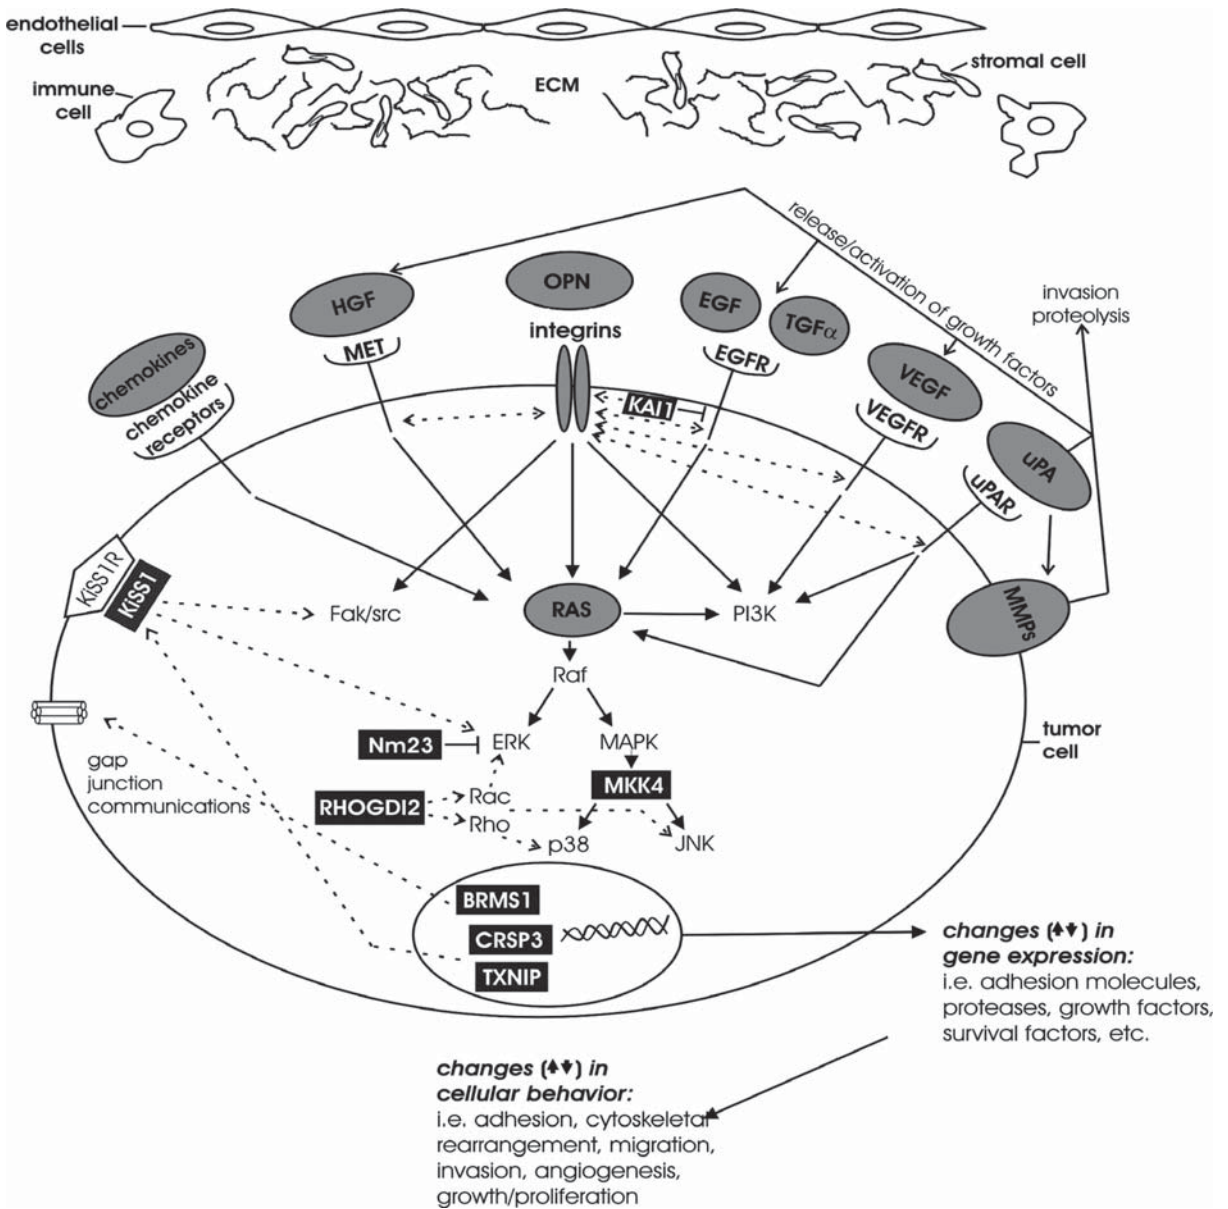 endothelial
cells
immune
cell
ECM
stromal cell
release/activation of growth factors
invasion
proteolysis
HGF
MET
OPN
integrins
EGF
TGFα
EGFR
VEGF
VEGFR
uPA
uPAR
MMPs
chemokines
chemokine
receptors
KAI1
KiSS1R
KiSS1
Fak/src
RAS
PI3K
Raf
Nm23
ERK
MAPK
MKK4
RHOGDI2
Rac
Rho
p38
JNK
gap
junction
communications
tumor
cell
BRMS1
CRSP3
TXNIP
changes (⬆⬇) in
gene expression:
i.e. adhesion molecules,
proteases, growth factors,
survival factors, etc.
changes (⬆⬇) in
cellular behavior:
i.e. adhesion, cytoskeletal
rearrangement, migration,
invasion, angiogenesis,
growth/proliferation